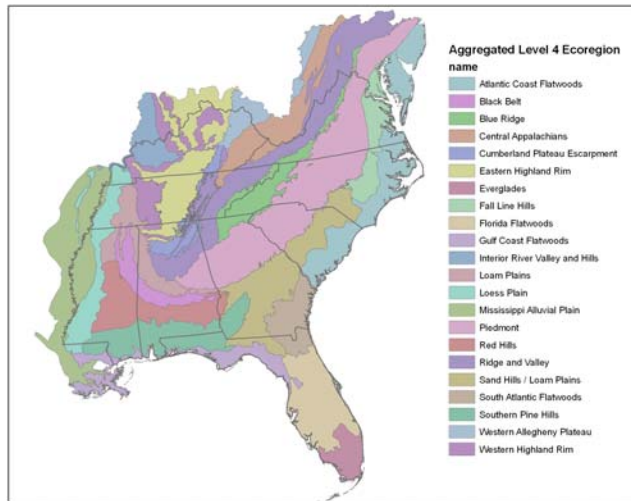 Aggregated Level 4 Ecoregion
name
Atlantic Coast Flatwoods
Black Belt
Blue Ridge
Central Appalachians
Cumberland Plateau Escarpment
Eastern Highland Rim
Everglades
Fall Line Hills
Florida Flatwoods
Gulf Coast Flatwoods
Interior River Valley and Hills
Loam Plains
Loess Plain
Mississippi Alluvial Plain
Piedmont
Red Hills
Ridge and Valley
Sand Hills / Loam Plains
South Atlantic Flatwoods
Southern Pine Hills
Western Allegheny Plateau
Western Highland Rim